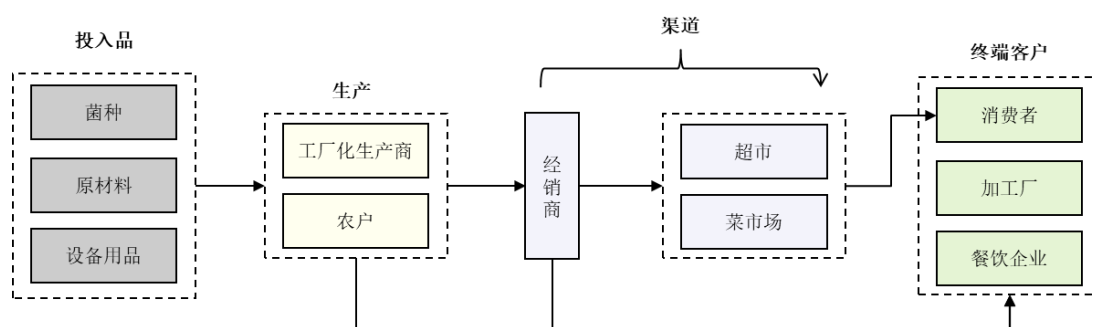 投入品
菌种
原材料
设备用品
生产
工厂化生产商
农户
渠道
经销商
超市
菜市场
终端客户
消费者
加工厂
餐饮企业